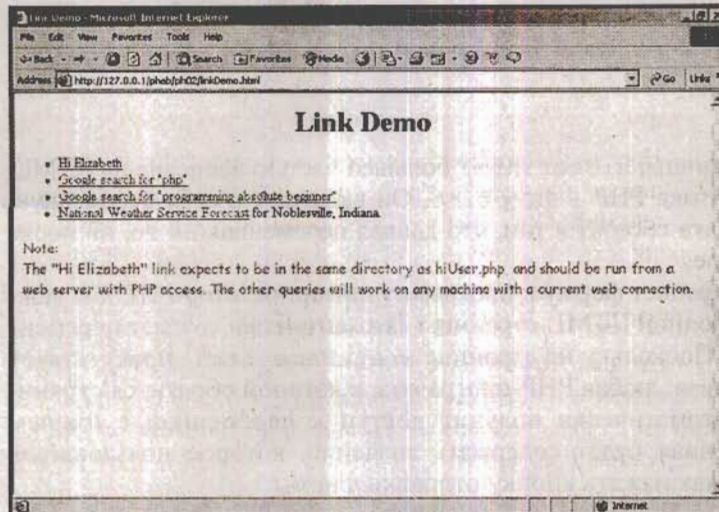 Link Demo - Microsoft Internet Explorer
File Edit View Favorites Tools Help
Back Search Favorites Media
Address http://127.0.0.1/phab/ph02/linkDemo.html Go Links
Link Demo
Hi Elizabeth
Google search for "php"
Google search for "programming absolute beginner"
National Weather Service Forecast for Noblesville, Indiana.
Note:
The "Hi Elizabeth" link expects to be in the same directory as hiUser.php, and should be run from a
web server with PHP access. The other queries will work on any machine with a current web connection.
Internet